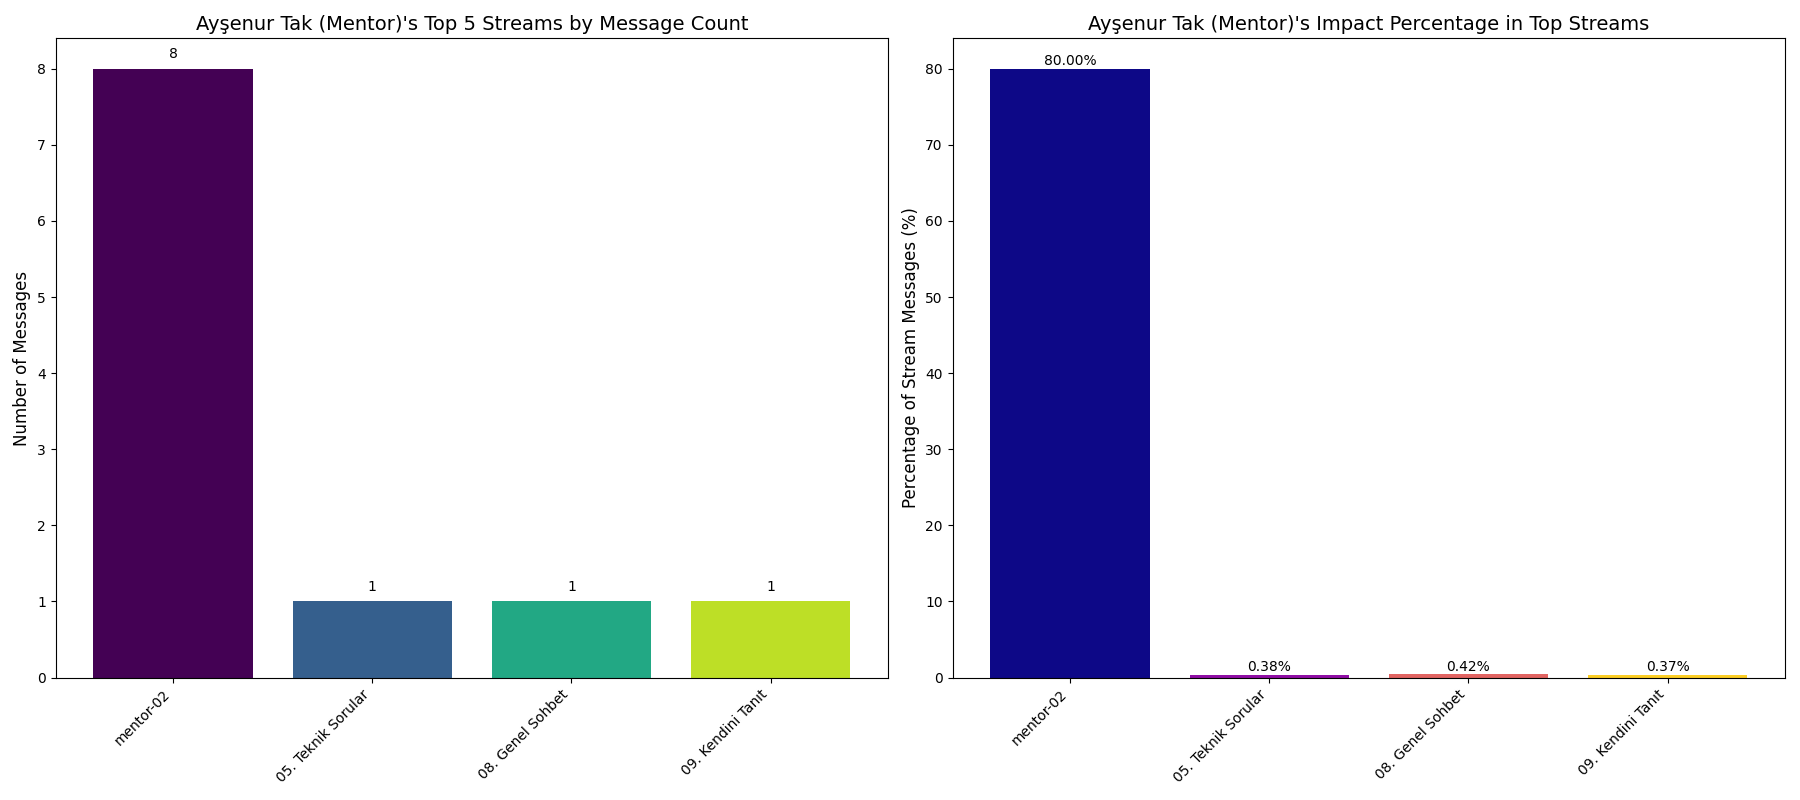 Ayşenur Tak (Mentor)'s Top 5 Streams by Message Count
Number of Messages
8
7
6
5
4
3
2
1
0
8
1
1
1
mentor-02
05. Teknik Sorular
08. Genel Sohbet
09. Kendini Tanıt
Ayşenur Tak (Mentor)'s Impact Percentage in Top Streams
Percentage of Stream Messages (%)
80
70
60
50
40
30
20
10
0
80.00%
0.38%
0.42%
0.37%
mentor-02
05. Teknik Sorular
08. Genel Sohbet
09. Kendini Tanıt